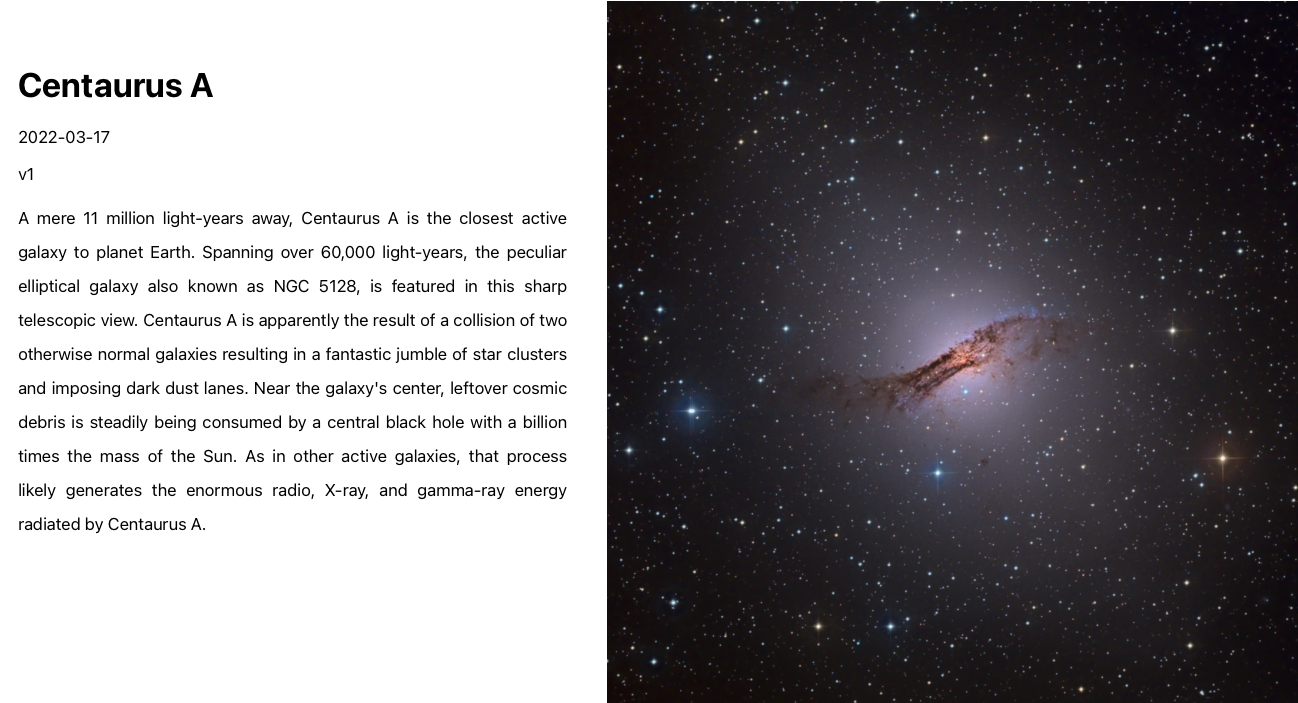 Centaurus A
2022-03-17
v1
A mere 11 million light-years away, Centaurus A is the closest active
galaxy to planet Earth. Spanning over 60,000 light-years, the peculiar
elliptical galaxy also known as NGC 5128, is featured in this sharp
telescopic view. Centaurus A is apparently the result of a collision of two
otherwise normal galaxies resulting in a fantastic jumble of star clusters
and imposing dark dust lanes. Near the galaxy's center, leftover cosmic
debris is steadily being consumed by a central black hole with a billion
times the mass of the Sun. As in other active galaxies, that process
likely generates the enormous radio, X-ray, and gamma-ray energy
radiated by Centaurus A.